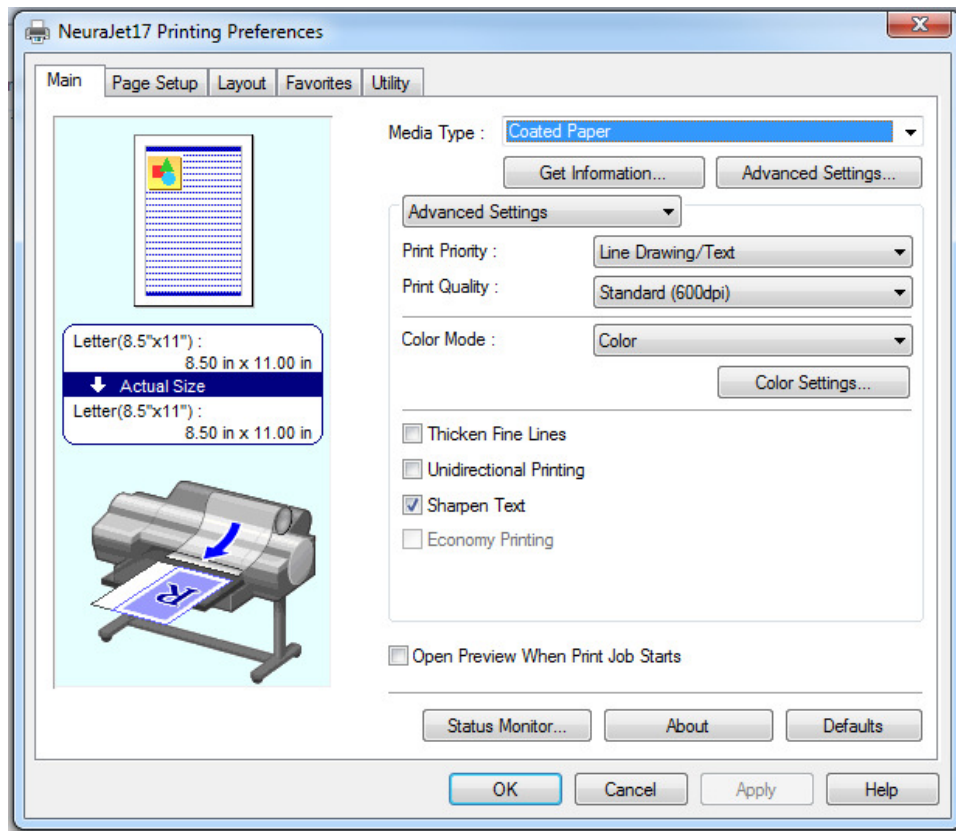 NeuraJet17 Printing Preferences
Main Page Setup Layout Favorites Utility
Media Type : Coated Paper
Get Information... Advanced Settings...
Advanced Settings
Print Priority : Line Drawing/Text
Print Quality : Standard (600dpi)
Color Mode : Color
Color Settings...
Thicken Fine Lines
Unidirectional Printing
Sharpen Text
Economy Printing
Letter(8.5"x11") :
8.50 in x 11.00 in
Actual Size
Letter(8.5"x11") :
8.50 in x 11.00 in
R
Open Preview When Print Job Starts
Status Monitor... About Defaults
OK Cancel Apply Help